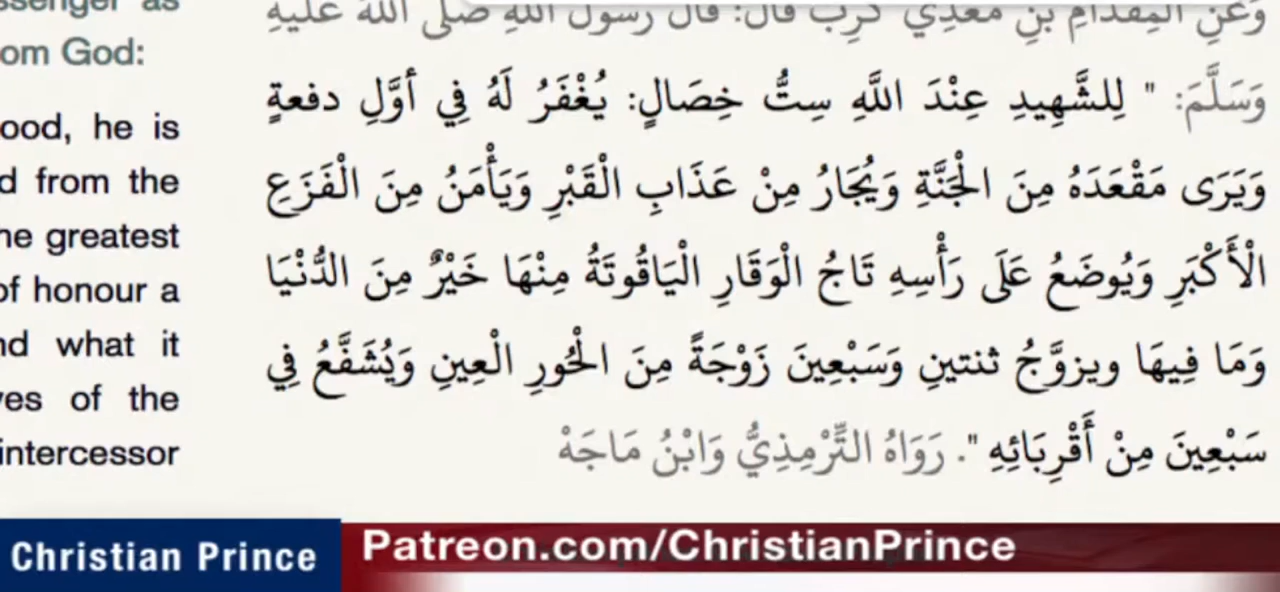 ssenger as
om God:
ood, he is
d from the
he greatest
of honour a
nd what it
ves of the
intercessor
وَعَنِ الْمِقْدَامِ بْنِ مَعْدِي كَرِبَ قَالَ: قَالَ رَسُولُ اللَّهِ صَلَّى اللَّهُ عَلَيْهِ
وَسَلَّمَ: " لِلشَّهِيدِ عِنْدَ اللَّهِ سِتُّ خِصَالٍ: يُغْفَرُ لَهُ فِي أوَّلِ دفعةٍ
وَيَرَى مَقْعَدَهُ مِنَ الْجَنَّةِ وَيُجَارُ مِنْ عَذَابِ الْقَبْرِ وَيَأْمَنُ مِنَ الْفَزَعِ
الْأَكْبَرِ وَيُوضَعُ عَلَى رَأْسِهِ تَاجُ الْوَقَارِ الْيَاقُوتَةُ مِنْهَا خَيْرٌ مِنَ الدُّنْيَا
وَمَا فِيهَا ويزوَّجُ ثنتينِ وَسَبْعِينَ زَوْجَةً مِنَ الْحُورِ الْعِينِ وَيُشَفَّعُ فِي
سَبْعِينَ مِنْ أَقْرِبَائِهِ ". رَوَاهُ التِّرْمِذِيُّ وَابْنُ مَاجَهْ
Christian Prince
Patreon.com/ChristianPrince